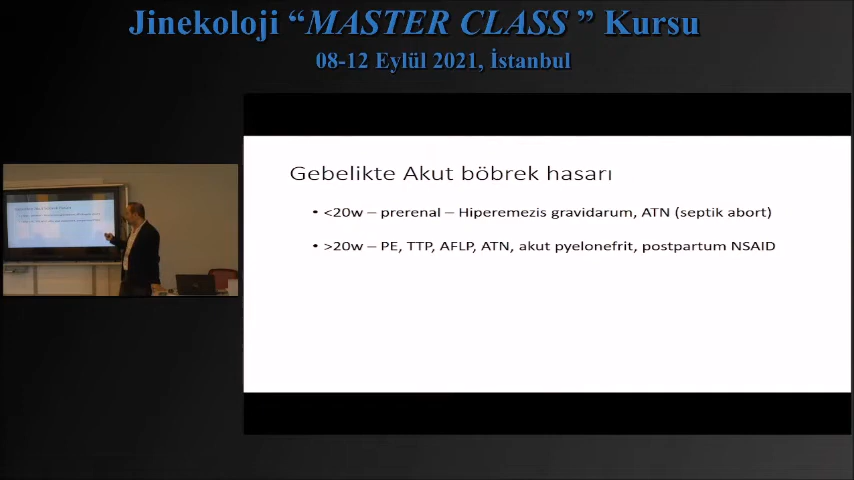 Jinekoloji “MASTER CLASS ” Kursu
08-12 Eylül 2021, İstanbul
Gebelikte Akut böbrek hasarı
• <20w – prerenal – Hiperemezis gravidarum, ATN (septik abort)
• >20w – PE, TTP, AFLP, ATN, akut pyelonefrit, postpartum NSAID